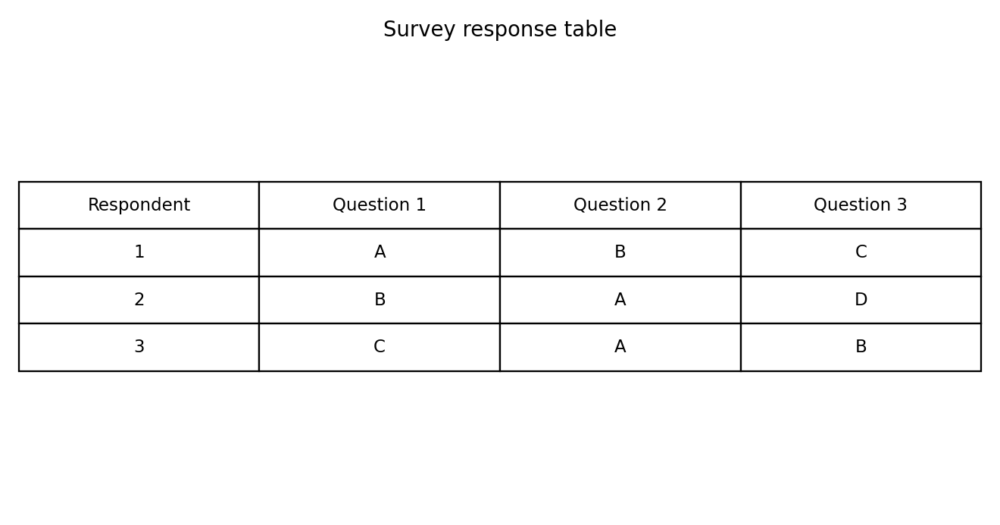 Survey response table
Respondent Question 1 Question 2 Question 3
1 A B C
2 B A D
3 C A B